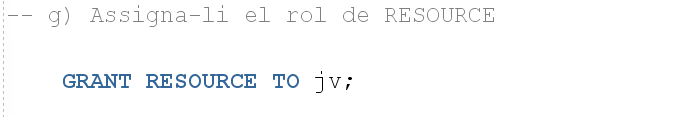 -- g) Assigna-li el rol de RESOURCE
GRANT RESOURCE TO jv;